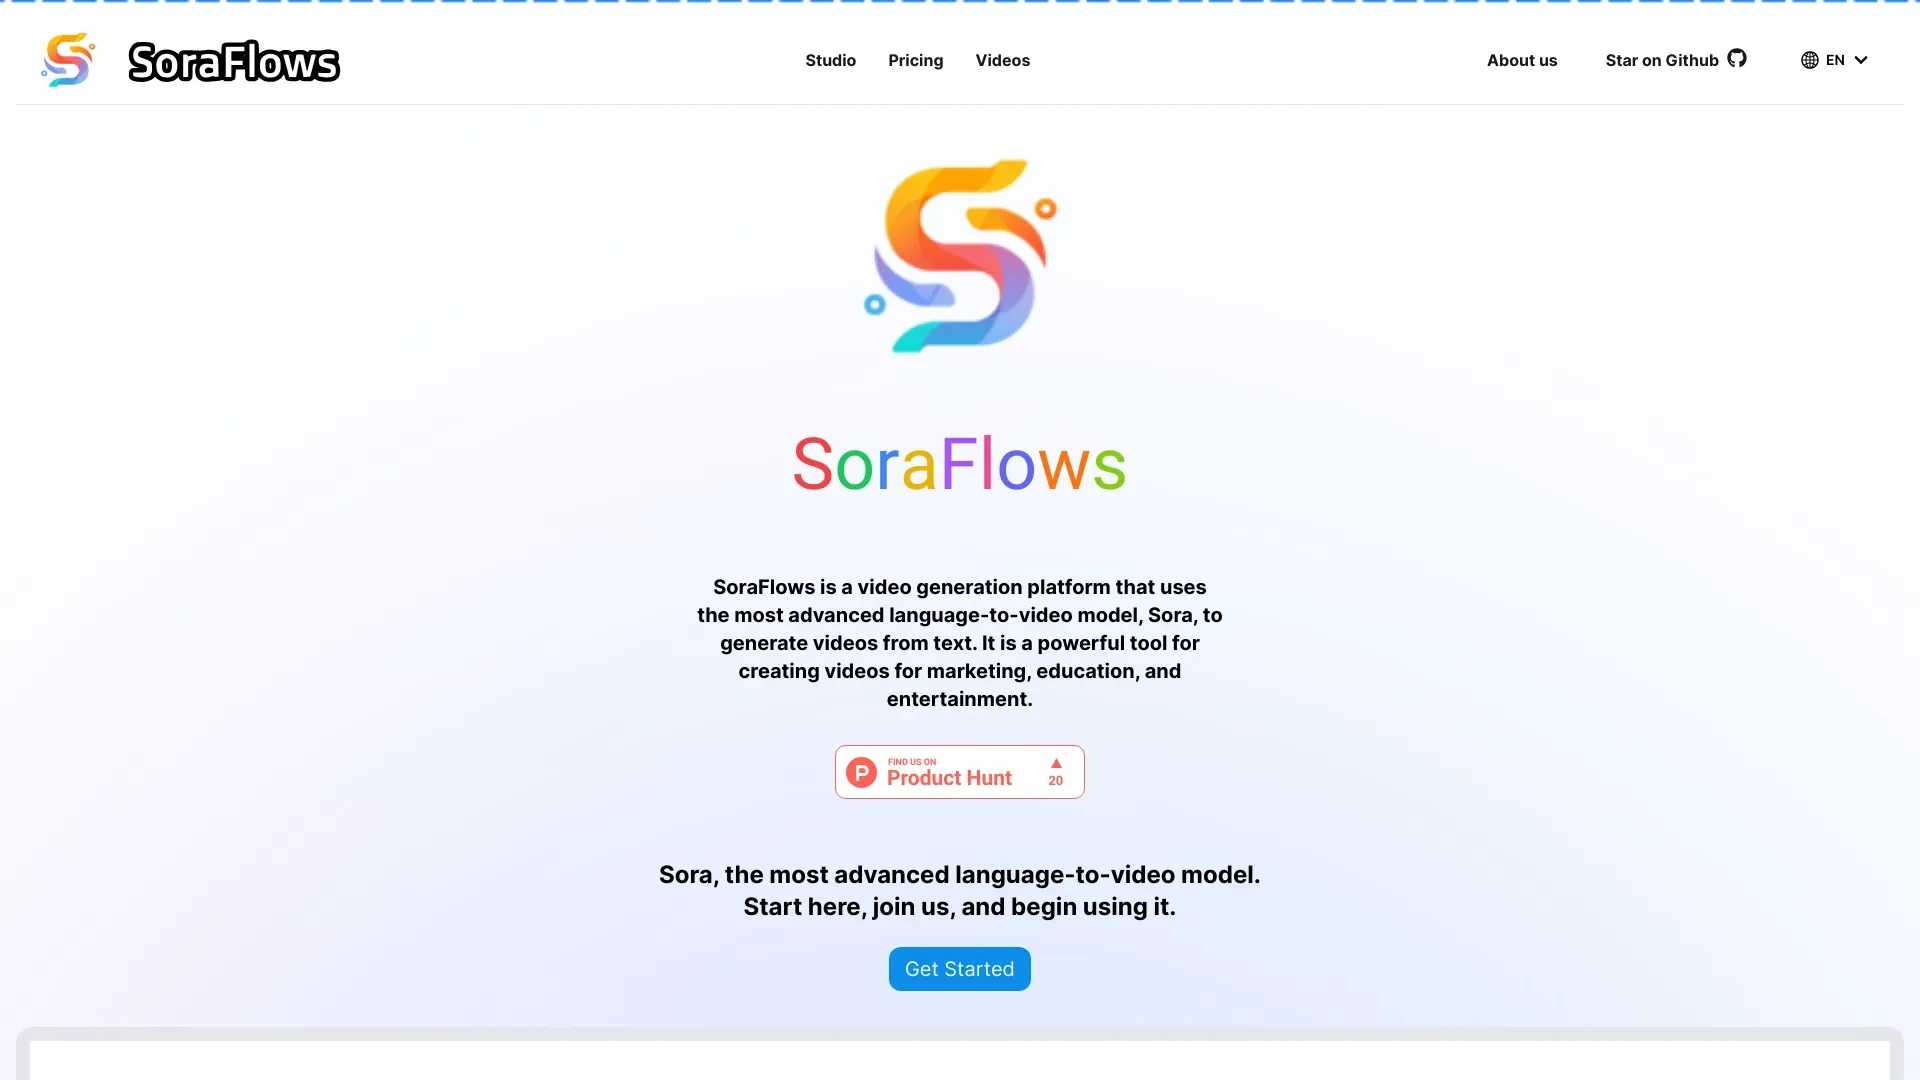 SoraFlows
Studio
Pricing
Videos
About us
Star on Github
EN
SoraFlows
SoraFlows is a video generation platform that uses
the most advanced language-to-video model, Sora, to
generate videos from text. It is a powerful tool for
creating videos for marketing, education, and
entertainment.
FIND US ON
Product Hunt
20
Sora, the most advanced language-to-video model.
Start here, join us, and begin using it.
Get Started